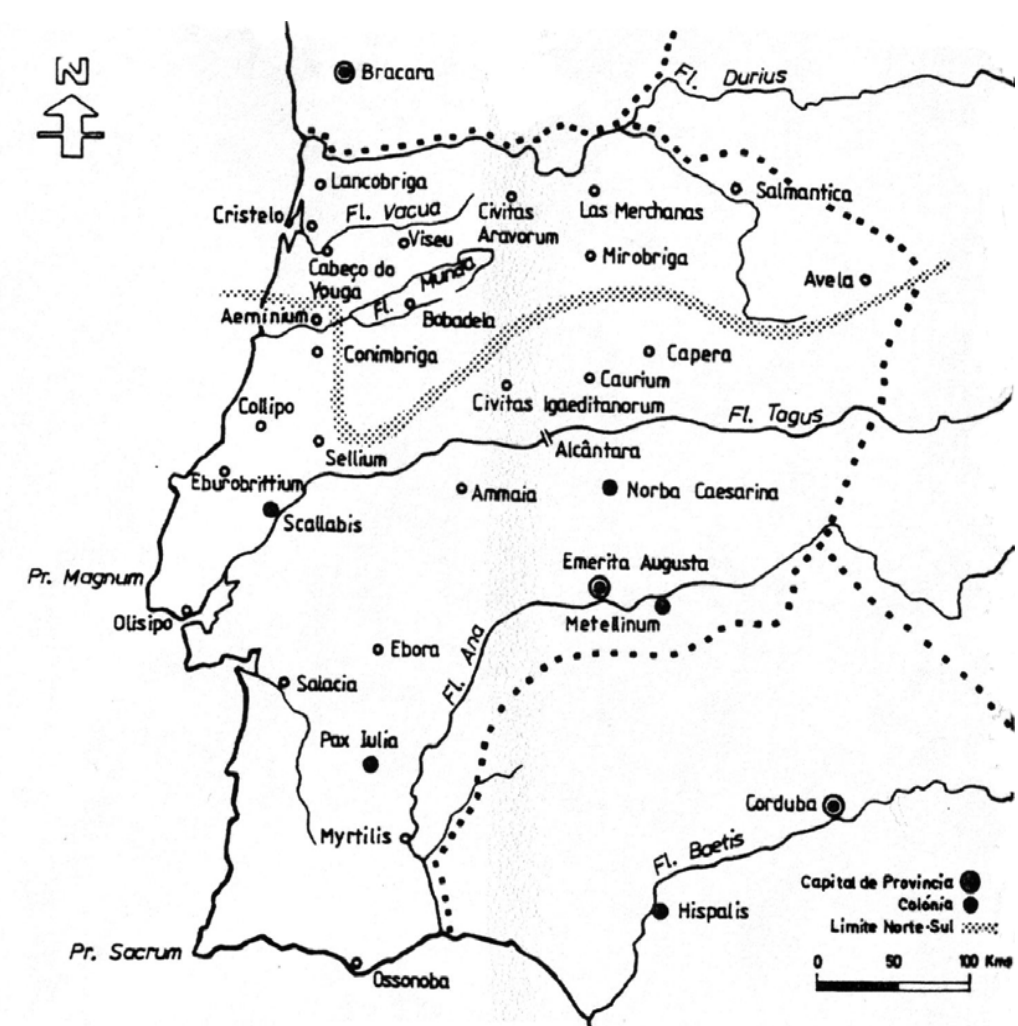 N
Bracara
Fl. Durius
Lancobriga
Salmantica
Cristelo
Fl. Vacua
Civitas
Aravorum
Las Merchanas
Viseu
Cabeço do
Vouga
Mirobriga
Munda
Fl.
Avela
Aeminium
Bobadela
Conimbriga
Capera
Caurium
Civitas Igaeditanorum
Collipo
Fl. Tagus
Sellium
Alcântara
Eburobrittium
Ammaia
Norba Caesarina
Scallabis
Emerita Augusta
Pr. Magnum
Olisipo
Metellinum
Ebora
Fl. Ana
Salacia
Pax Iulia
Corduba
Myrtilis
Fl. Baetis
Capital de Provincia
Colónia
Hispalis
Limite Norte-Sul
Pr. Sacrum
Ossonoba
0 50 100 Kms